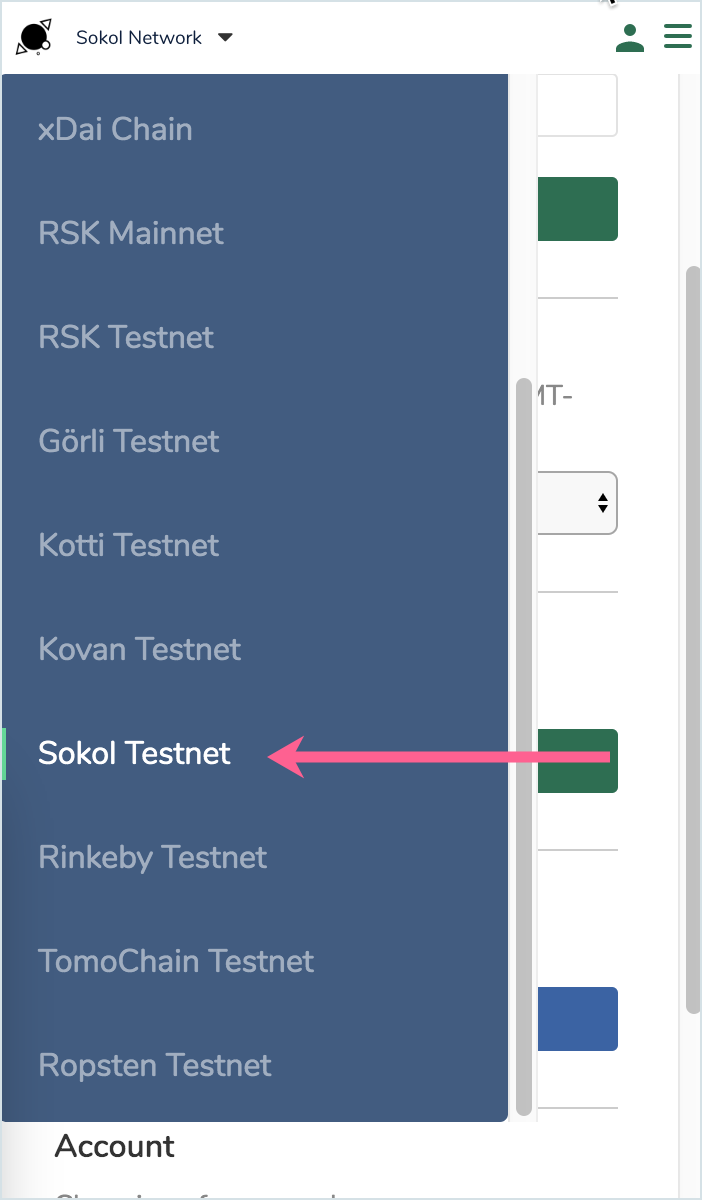 Sokol Network
xDai Chain
RSK Mainnet
RSK Testnet
MT-
Görli Testnet
Kotti Testnet
Kovan Testnet
Sokol Testnet
Rinkeby Testnet
TomoChain Testnet
Ropsten Testnet
Account